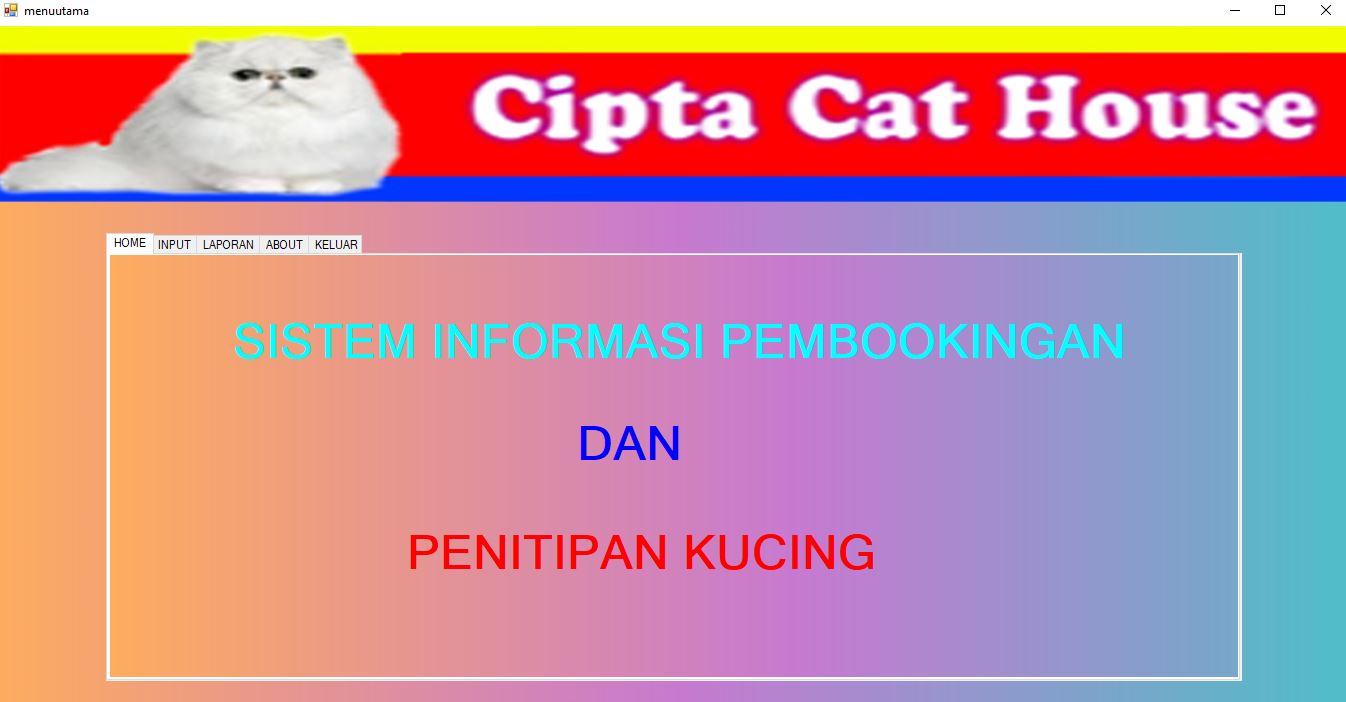 menuutama
Cipta Cat House
HOME INPUT LAPORAN ABOUT KELUAR
SISTEM INFORMASI PEMBOOKINGAN
DAN
PENITIPAN KUCING